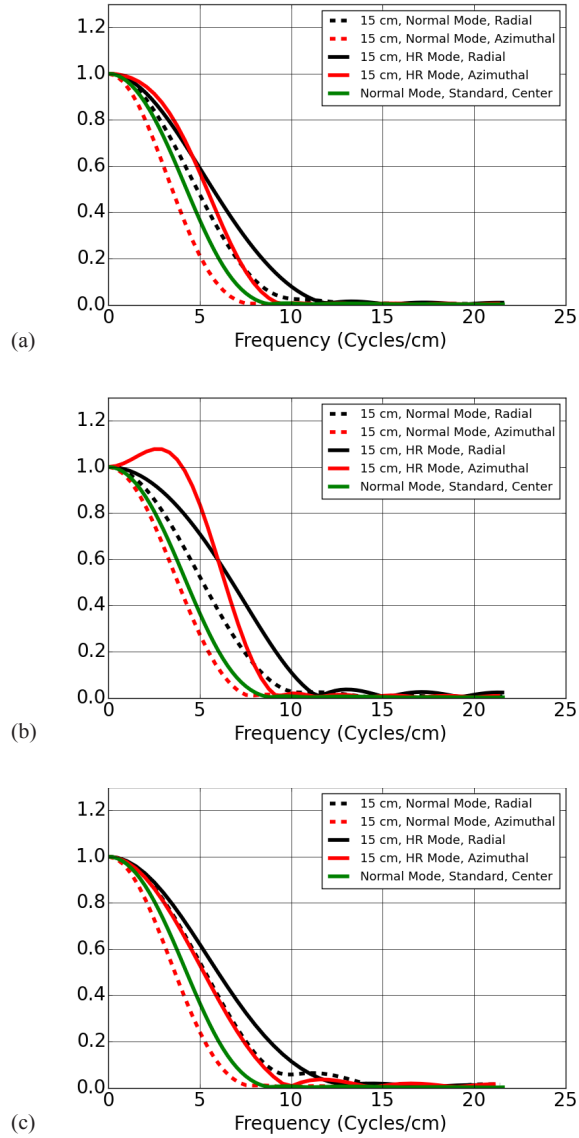 1.2
1.0
0.8
0.6
0.4
0.2
0.0
15 cm, Normal Mode, Radial
15 cm, Normal Mode, Azimuthal
15 cm, HR Mode, Radial
15 cm, HR Mode, Azimuthal
Normal Mode, Standard, Center
0 5 10 15 20 25
Frequency (Cycles/cm)
(a)
1.2
1.0
0.8
0.6
0.4
0.2
0.0
15 cm, Normal Mode, Radial
15 cm, Normal Mode, Azimuthal
15 cm, HR Mode, Radial
15 cm, HR Mode, Azimuthal
Normal Mode, Standard, Center
0 5 10 15 20 25
Frequency (Cycles/cm)
(b)
1.2
1.0
0.8
0.6
0.4
0.2
0.0
15 cm, Normal Mode, Radial
15 cm, Normal Mode, Azimuthal
15 cm, HR Mode, Radial
15 cm, HR Mode, Azimuthal
Normal Mode, Standard, Center
0 5 10 15 20 25
Frequency (Cycles/cm)
(c)